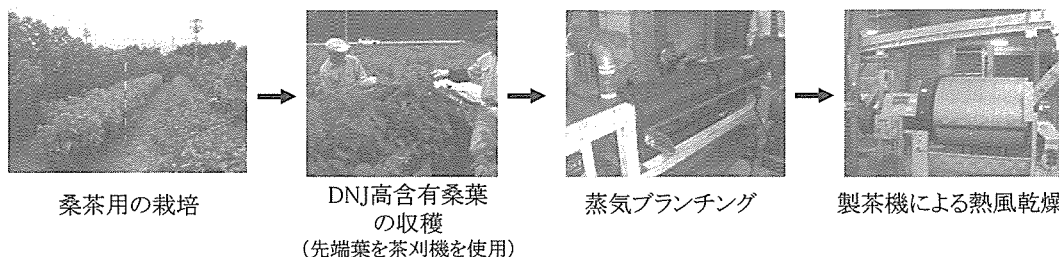 桑茶用の栽培
DNJ高含有桑葉
の収穫
(先端葉を茶刈機を使用)
蒸気ブランチング
製茶機による熱風乾燥